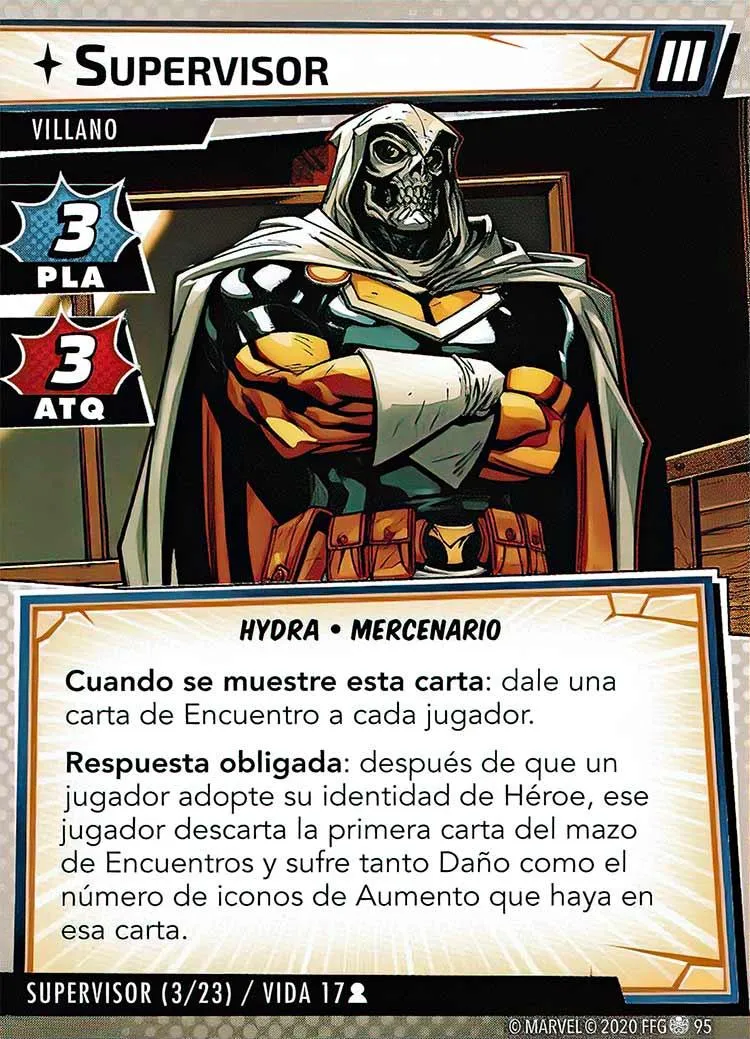 SUPERVISOR
III
VILLANO
3
PLA
3
ATQ
HYDRA • MERCENARIO
Cuando se muestre esta carta: dale una
carta de Encuentro a cada jugador.
Respuesta obligada: después de que un
jugador adopte su identidad de Héroe, ese
jugador descarta la primera carta del mazo
de Encuentros y sufre tanto Daño como el
número de iconos de Aumento que haya en
esa carta.
SUPERVISOR (3/23) / VIDA 17
© MARVEL © 2020 FFG 95